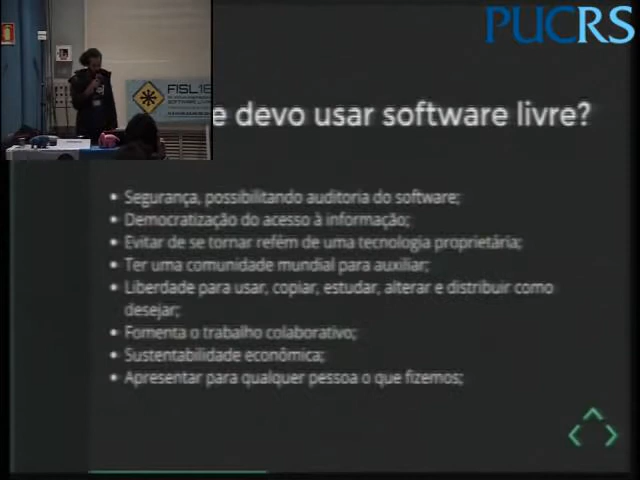 PUCRS
FISL16
SOFTWARE LIVRE
e devo usar software livre?
• Segurança, possibilitando auditoria do software;
• Democratização do acesso à informação;
• Evitar de se tornar refém de uma tecnologia proprietária;
• Ter uma comunidade mundial para auxiliar;
• Liberdade para usar, copiar, estudar, alterar e distribuir como
desejar;
• Fomenta o trabalho colaborativo;
• Sustentabilidade econômica;
• Apresentar para qualquer pessoa o que fizemos;